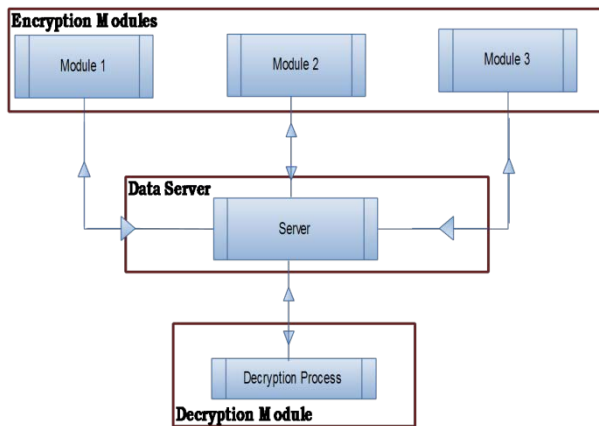 Encryption Modules
Module 1
Module 2
Module 3
Data Server
Server
Decryption Process
Decryption Module